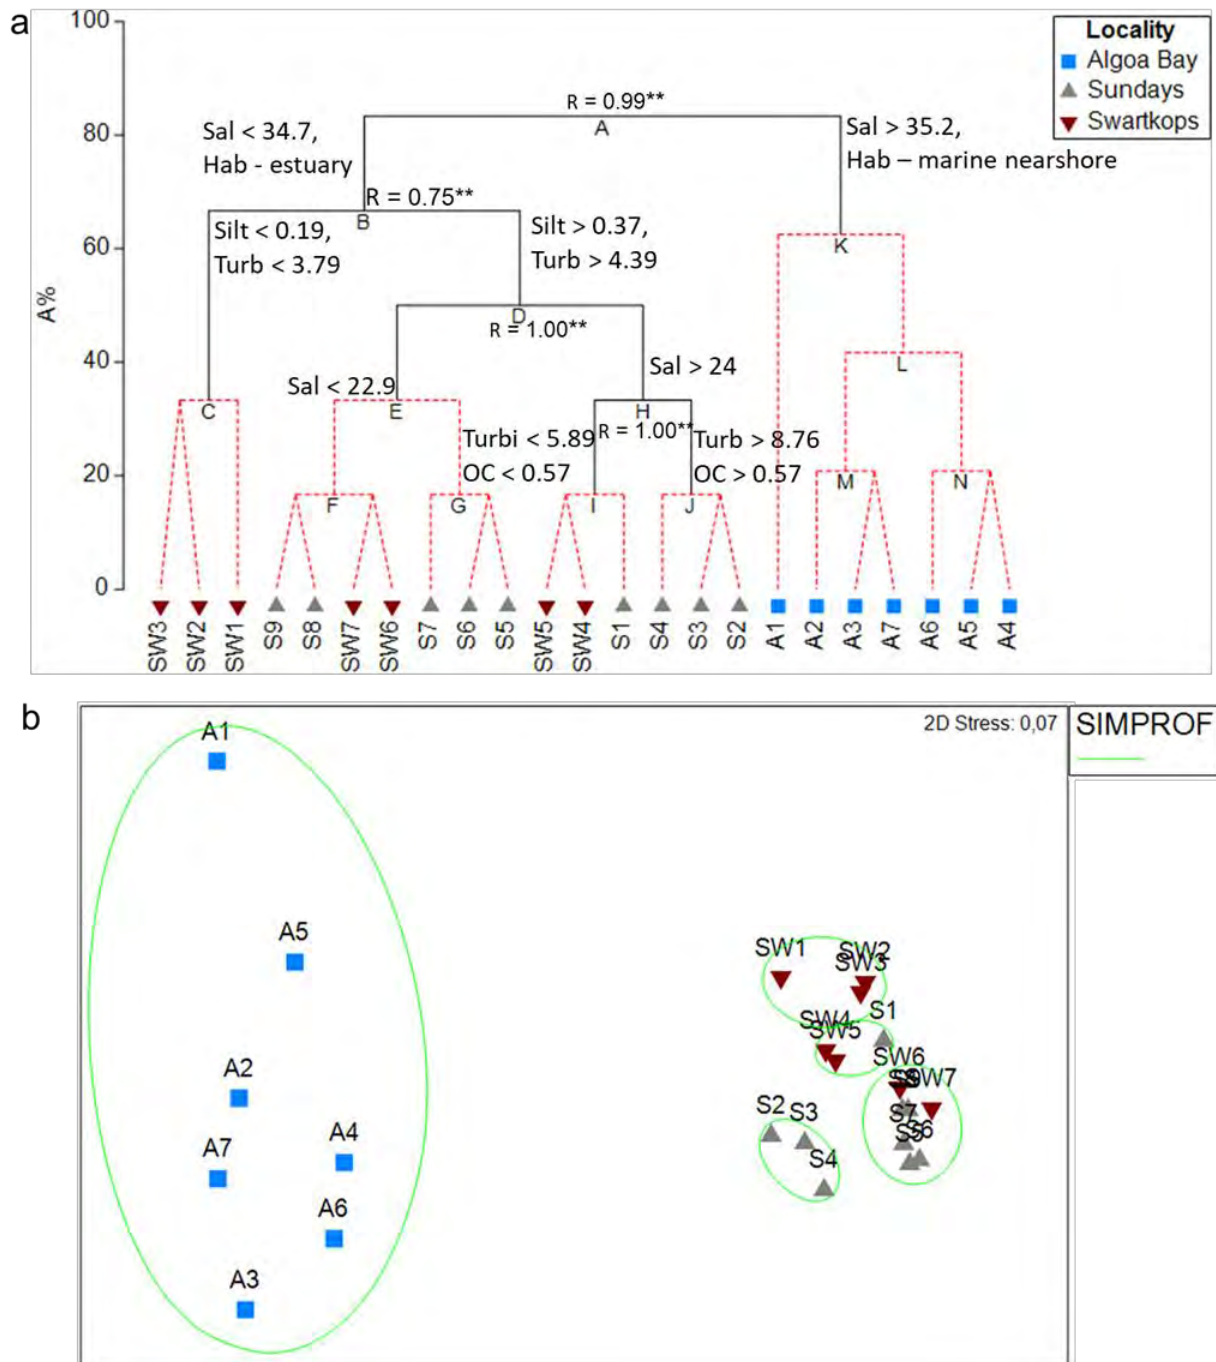 a
100
80
60
40
20
0
A%
Locality
Algoa Bay
Sundays
Swartkops
R = 0.99**
A
Sal < 34.7,
Hab - estuary
Sal > 35.2,
Hab – marine nearshore
R = 0.75**
B
Silt < 0.19,
Turb < 3.79
Silt > 0.37,
Turb > 4.39
K
D
R = 1.00**
L
Sal < 22.9
Sal > 24
C
E
H
R = 1.00**
Turbi < 5.89
OC < 0.57
Turb > 8.76
OC > 0.57
F
G
I
J
M
N
SW3
SW2
SW1
S9
S8
SW7
SW6
S7
S6
S5
SW5
SW4
S1
S4
S3
S2
A1
A2
A3
A7
A6
A5
A4
b
2D Stress: 0,07
SIMPROF
A1
A5
A2
A7
A4
A6
A3
SW1
SW2
SW3
S1
SW4
SW5
SW6
SW7
S2
S3
S4
S7
S6
S5